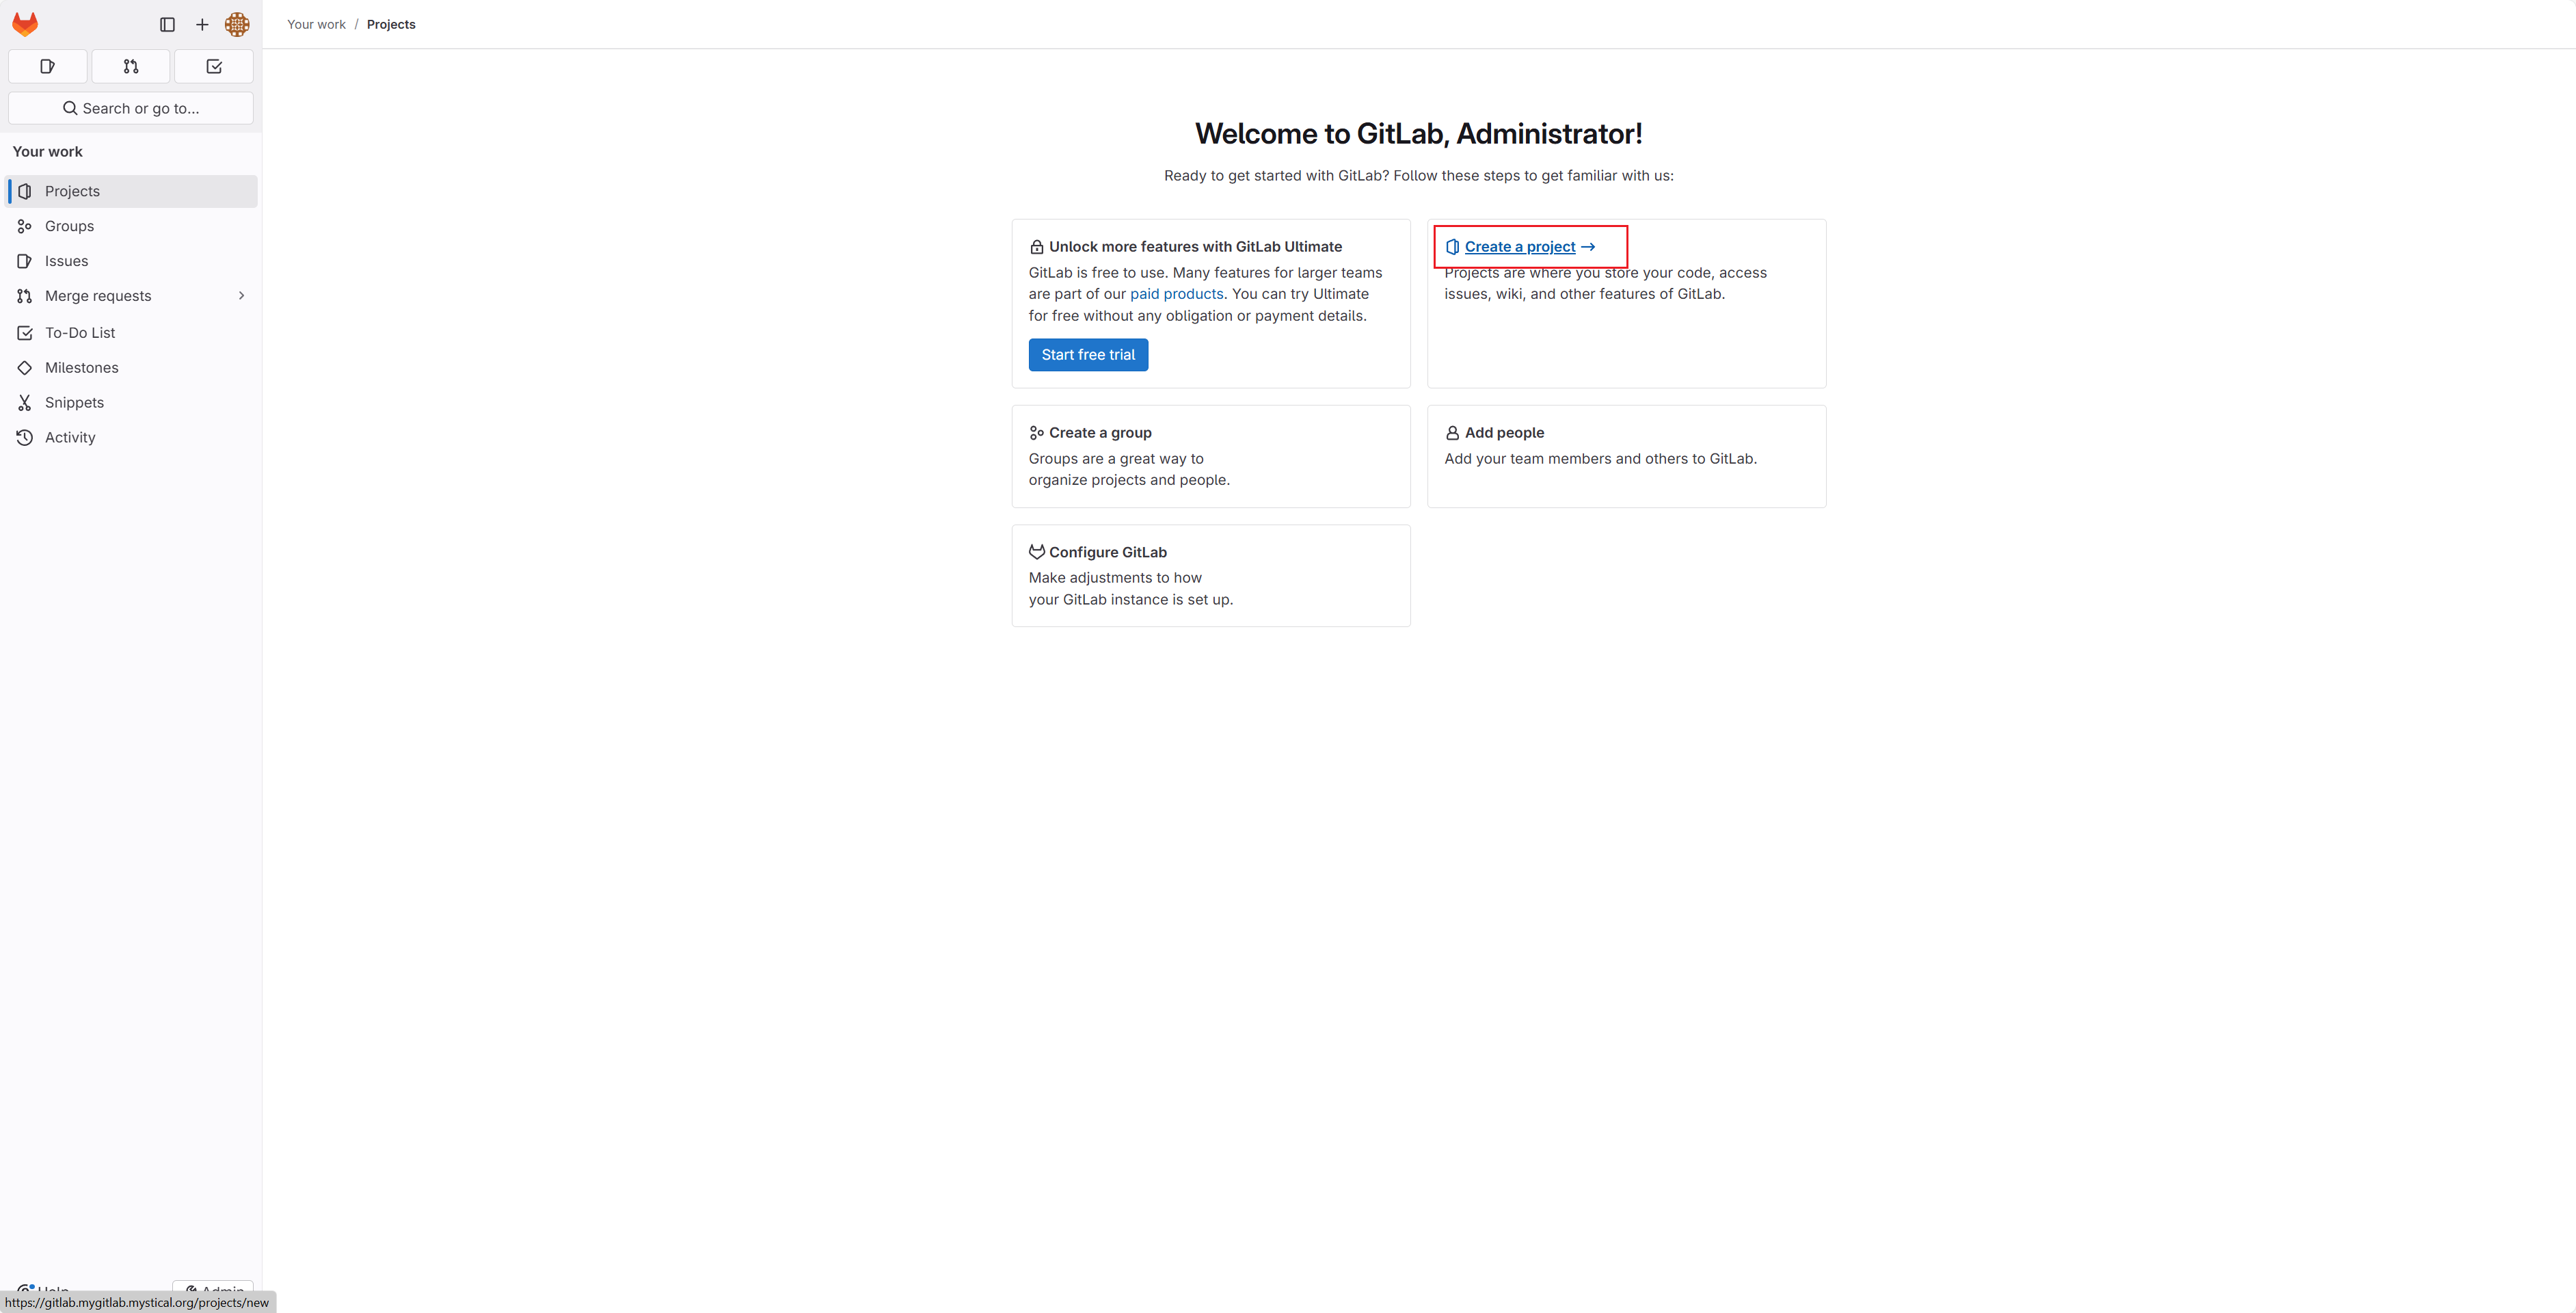 Your work / Projects
Search or go to...
Your work
Projects
Groups
Issues
Merge requests
To-Do List
Milestones
Snippets
Activity
Welcome to GitLab, Administrator!
Ready to get started with GitLab? Follow these steps to get familiar with us:
Unlock more features with GitLab Ultimate
GitLab is free to use. Many features for larger teams
are part of our paid products. You can try Ultimate
for free without any obligation or payment details.
Start free trial
Create a project →
Projects are where you store your code, access
issues, wiki, and other features of GitLab.
Create a group
Groups are a great way to
organize projects and people.
Add people
Add your team members and others to GitLab.
Configure GitLab
Make adjustments to how
your GitLab instance is set up.
Help
Admin
https://gitlab.mygitlab.mystical.org/projects/new